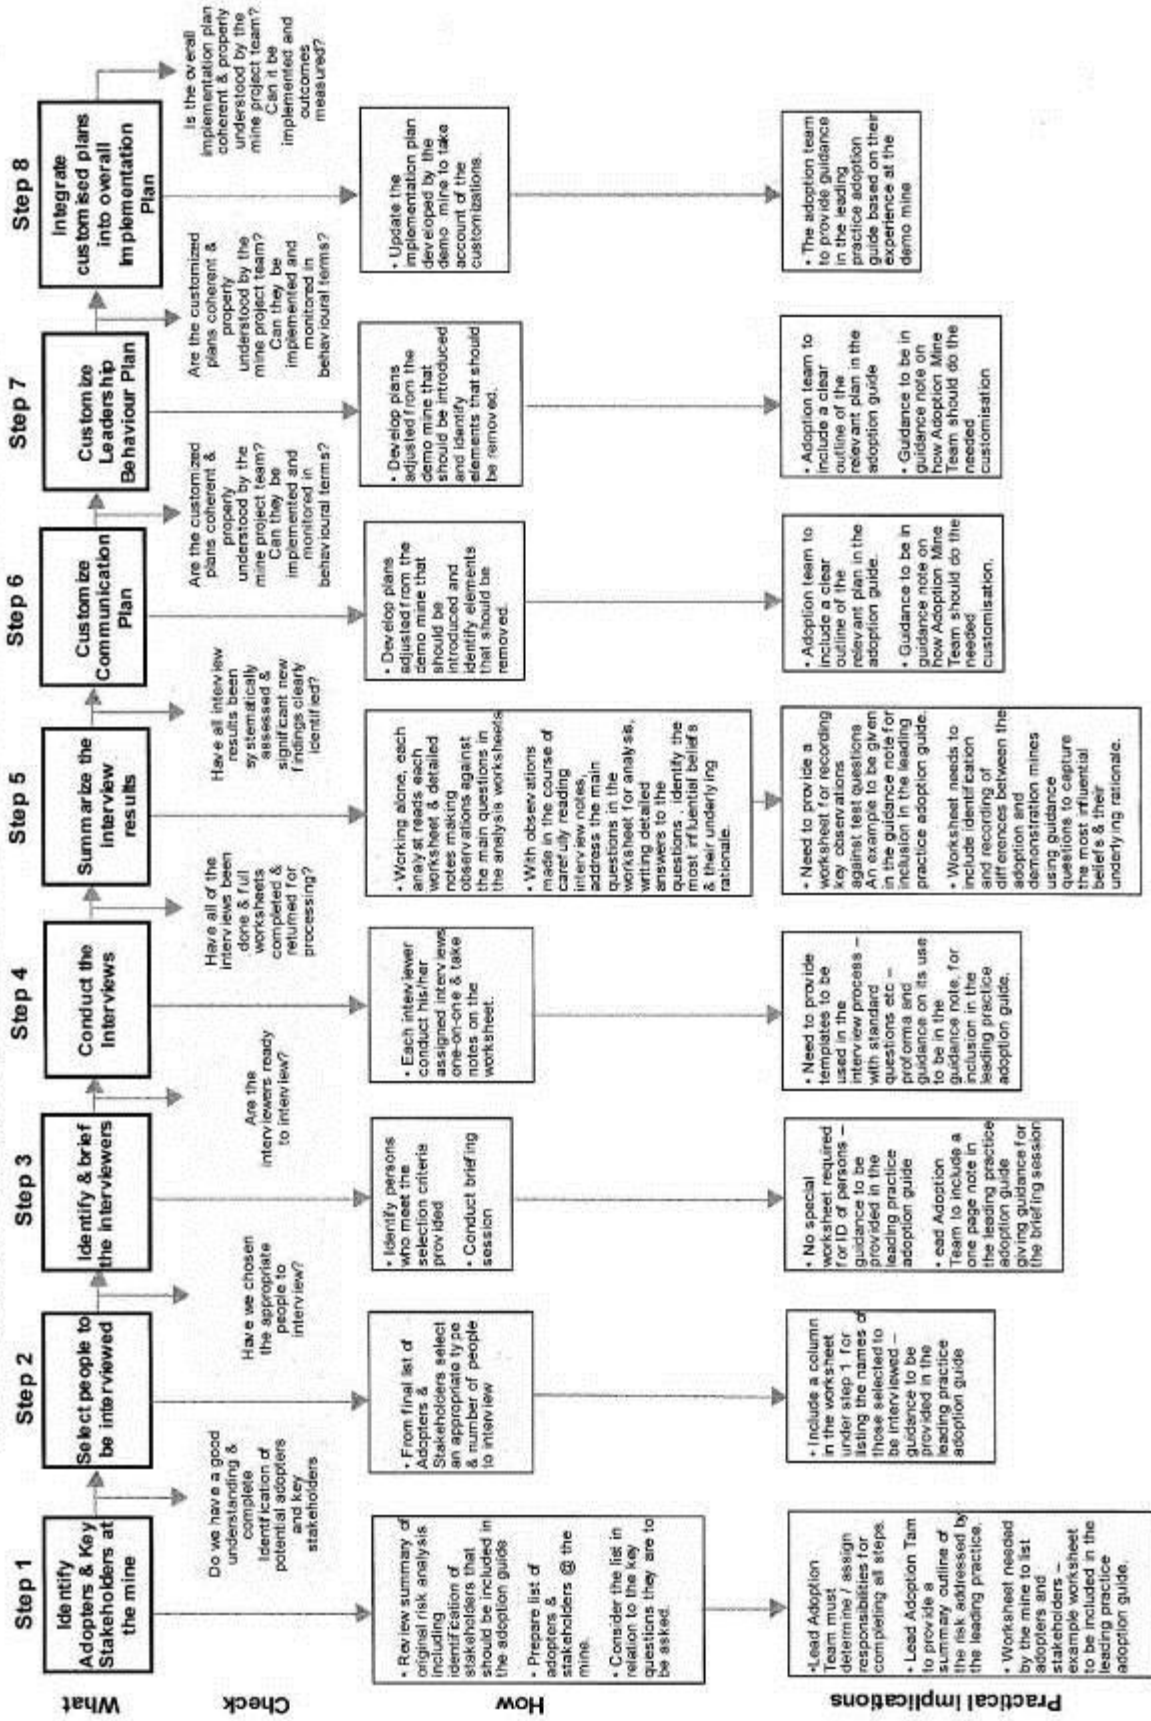 Step 1
Step 2
Step 3
Step 4
Step 5
Step 6
Step 7
Step 8
What
Identify
Adopters & Key
Stakeholders at
the mine
Select people to
be interviewed
Identify & brief
the interviewers
Conduct the
Interviews
Summarize the
Interview
results
Customize
Communication
Plan
Customize
Leadership
Behaviour Plan
Integrate
customised plans
into overall
Implementation
Plan
Check
Do we have a good
understanding &
complete
Identification of
potential adopters
and key
stakeholders
Have we chosen
the appropriate
people to
interview?
Are the
interviewers ready
to interview?
Have all of the
interviews been
done & full
worksheets
completed &
returned for
processing?
Have all interview
results been
systematically
assessed &
significant new
findings clearly
identified?
Are the customized
plans coherent &
properly
understood by the
mine project team?
Can they be
implemented and
monitored in
behavioural terms?
Are the customized
plans coherent &
properly
understood by the
mine project team?
Can they be
implemented and
monitored in
behavioural terms?
Is the overall
implementation plan
coherent & properly
understood by the
mine project team?
Can it be
implemented and
outcomes
measured?
How
• Review summary of
original risk analysis
including
identification of
stakeholders that
should be included in
the adoption guide
• Prepare list of
adopters &
stakeholders @ the
mine.
• Consider the list in
relation to the key
questions they are to
be asked.
• From final list of
Adopters &
Stakeholders select
an appropriate type
& number of people
to interview
• Identify persons
who meet the
selection criteria
provided
• Conduct briefing
session
• Each interviewer
conduct his/her
assigned interviews
one-on-one & take
notes on the
worksheet.
• Working alone, each
analyst reads each
worksheet & detailed
notes making
observations against
the main questions in
the analysis worksheets
• With observations
made in the course of
carefully reading
interview notes,
address the main
questions in the
worksheet for analysis,
writing detailed
answers to the
questions , identify the
most influential beliefs
& their underlying
rationale.
• Develop plans
adjusted from the
demo mine that
should be
introduced and
identify elements
that should be
removed.
• Develop plans
adjusted from the
demo mine that
should be introduced
and identify
elements that should
be removed.
• Update the
implementation plan
developed by the
demo mine to take
account of the
customizations.
Practical implications
•Lead Adoption
Team must
determine / assign
responsibilities for
completing all steps.
• Lead Adoption Tam
to provide a
summary outline of
the risk addressed by
the leading practice.
• Worksheet needed
by the mine to list
adopters and
stakeholders –
example worksheet
to be included in the
leading practice
adoption guide.
• Include a column
in the worksheet
under step 1 for
listing the names of
those selected to
be interviewed –
guidance to be
provided in the
leading practice
adoption guide
• No special
worksheet required
for ID of persons –
guidance to be
provided in the
leading practice
adoption guide
• ead Adoption
Team to include a
one page note in
the leading practice
adoption guide
giving guidance for
the briefing session
• Need to provide
templates to be
used in the
interview process –
with standard
questions etc –
proforma and
guidance on its use
to be in the
guidance note, for
inclusion in the
leading practice
adoption guide.
• Need to provide a
worksheet for recording
key observations
against test questions
An example to be given
in the guidance note for
inclusion in the leading
practice adoption guide.
• Worksheet needs to
include identification
and recording of
differences between the
adoption and
demonstration mines
using guidance
questions to capture
the most influential
beliefs & their
underlying rationale.
• Adoption team to
include a clear
outline of the
relevant plan in the
adoption guide.
• Guidance to be in
guidance note on
how Adoption Mine
Team should do the
needed
customisation.
• Adoption team to
include a clear
outline of the
relevant plan in the
adoption guide
• Guidance to be in
guidance note on
how Adoption Mine
Team should do the
needed
customisation
• The adoption team
to provide guidance
in the leading
practice adoption
guide based on their
experience at the
demo mine